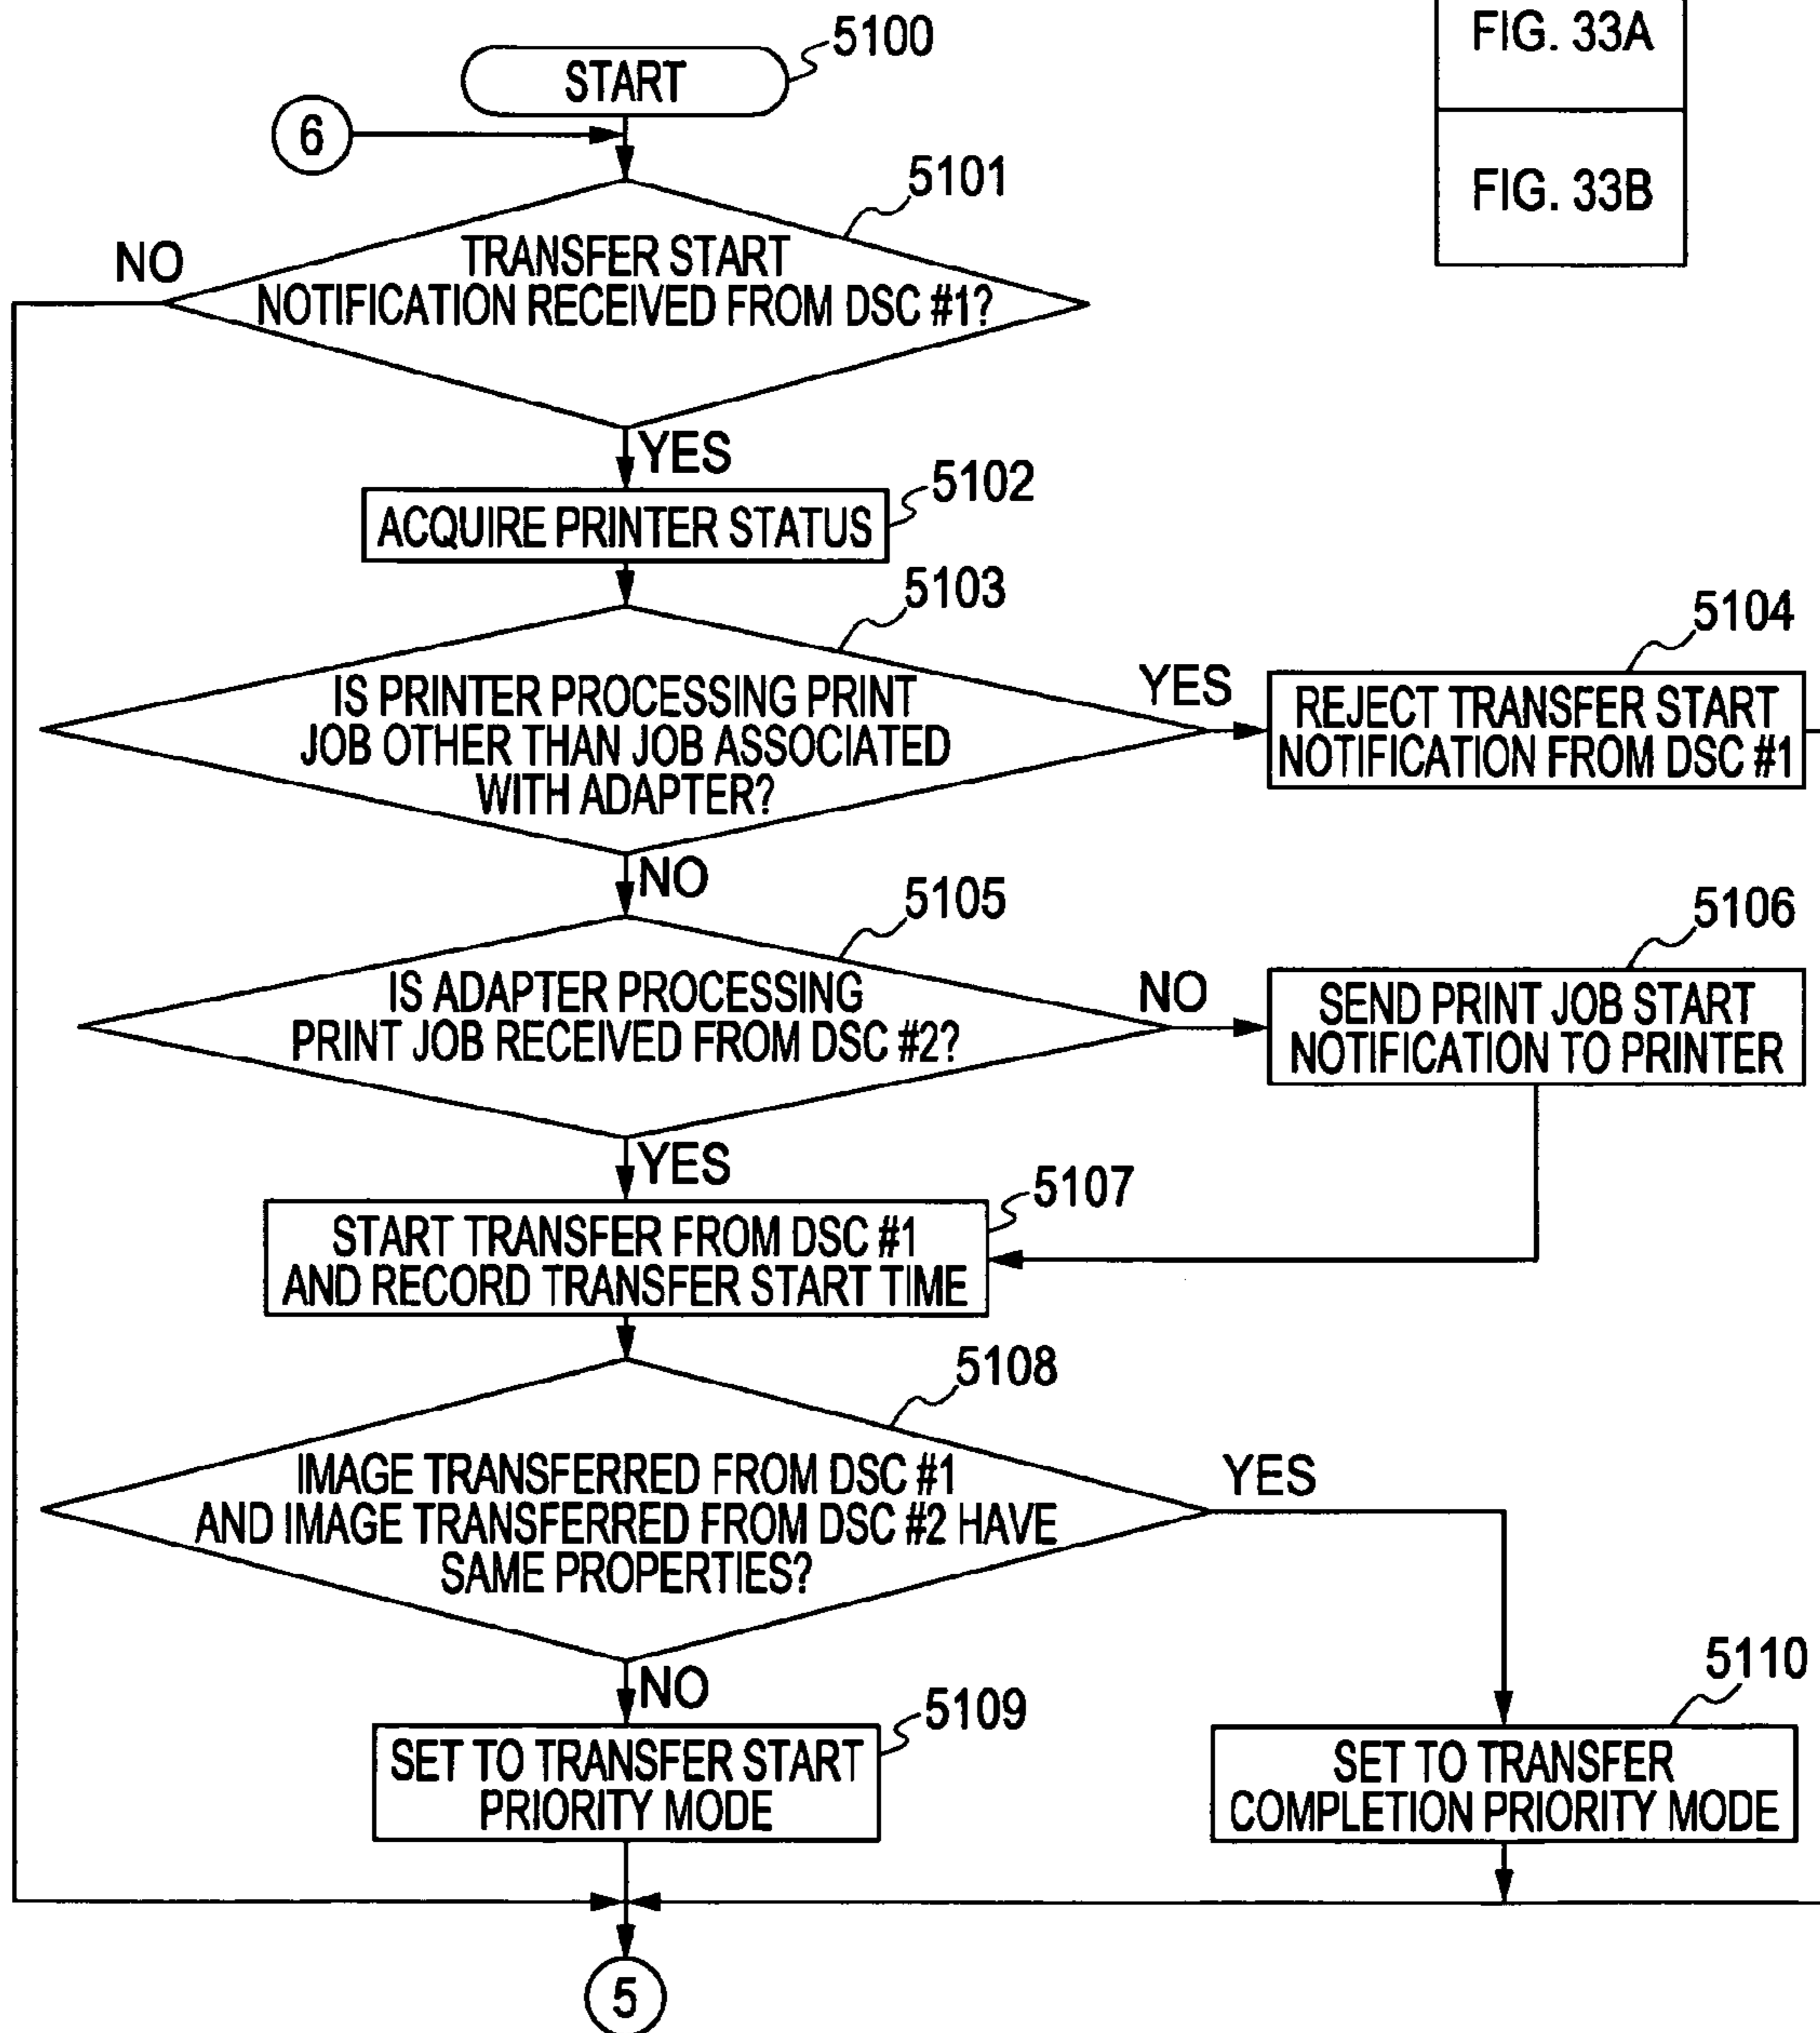 FIG. 33A
FIG. 33B
5100
START
6
5101
NO
TRANSFER START
NOTIFICATION RECEIVED FROM DSC #1?
YES
5102
ACQUIRE PRINTER STATUS
5103
IS PRINTER PROCESSING PRINT
JOB OTHER THAN JOB ASSOCIATED
WITH ADAPTER?
YES
5104
REJECT TRANSFER START
NOTIFICATION FROM DSC #1
NO
5105
IS ADAPTER PROCESSING
PRINT JOB RECEIVED FROM DSC #2?
NO
5106
SEND PRINT JOB START
NOTIFICATION TO PRINTER
YES
5107
START TRANSFER FROM DSC #1
AND RECORD TRANSFER START TIME
5108
IMAGE TRANSFERRED FROM DSC #1
AND IMAGE TRANSFERRED FROM DSC #2 HAVE
SAME PROPERTIES?
YES
NO
5109
SET TO TRANSFER START
PRIORITY MODE
5110
SET TO TRANSFER
COMPLETION PRIORITY MODE
5